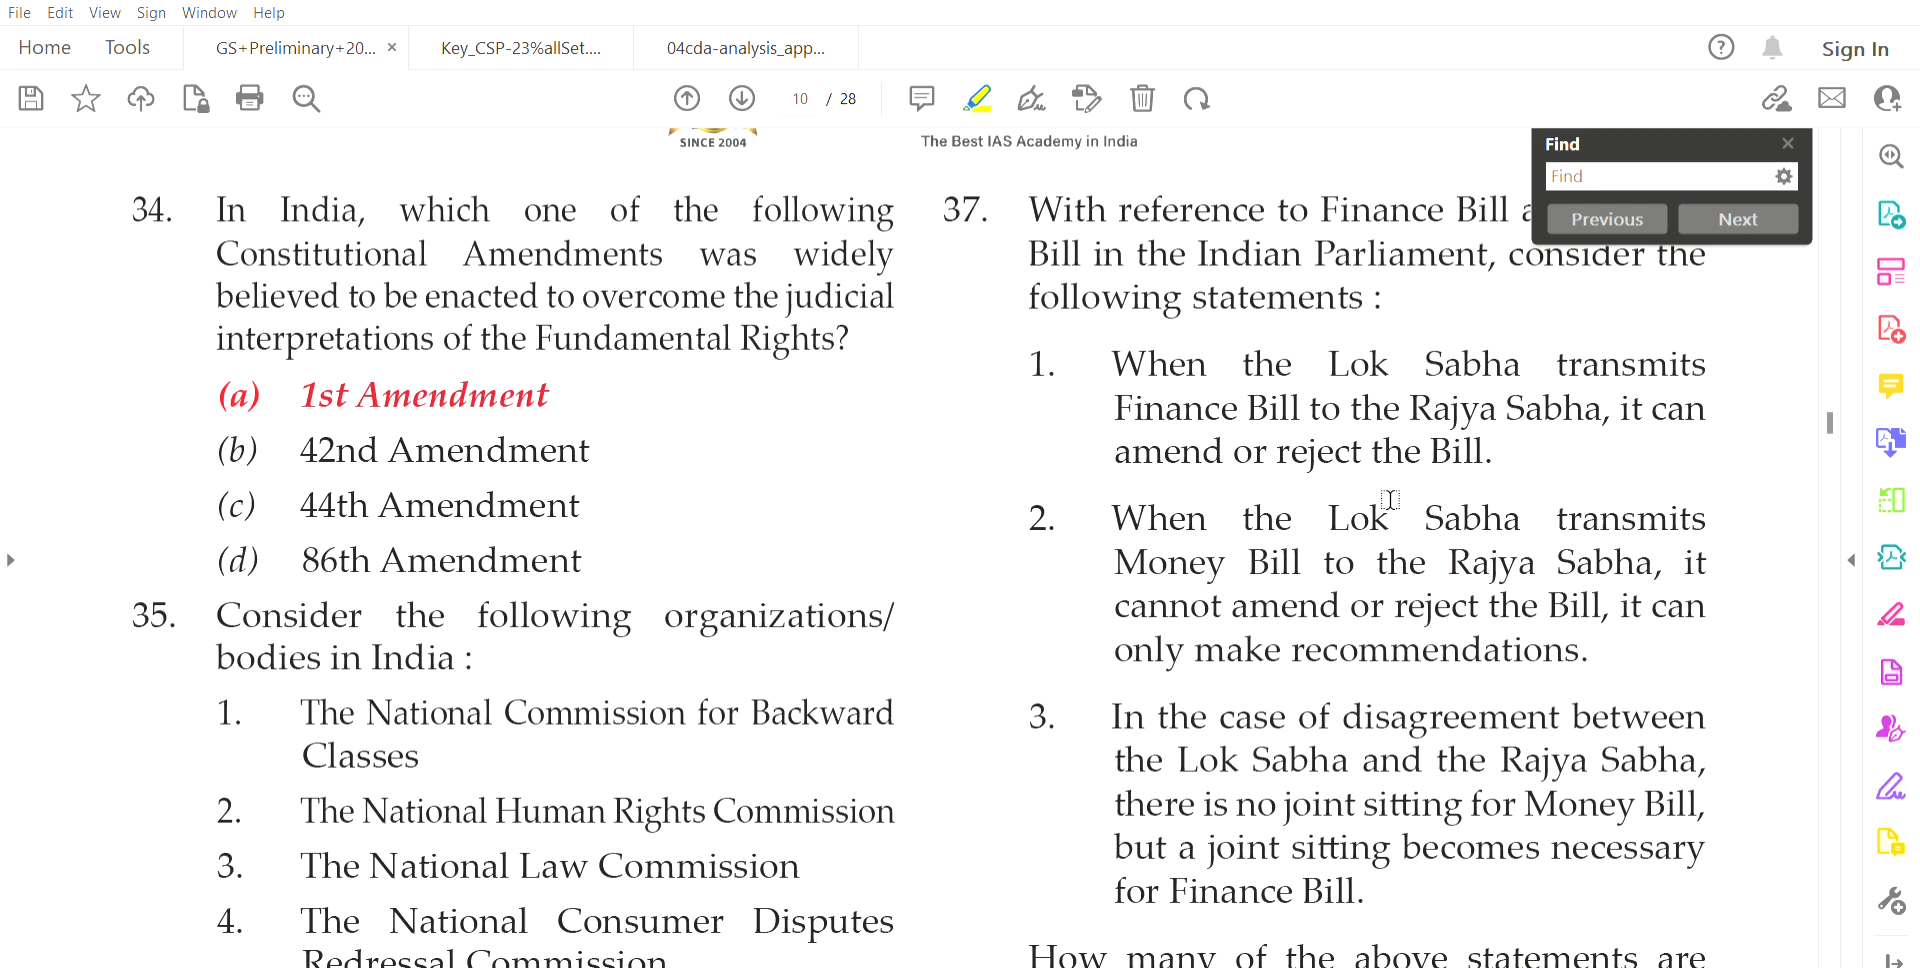 File Edit View Sign Window Help
Home Tools GS+Preliminary+20... × Key_CSP-23%allSet.... 04cda-analysis_app... Sign In
10 / 28
SINCE 2004 The Best IAS Academy in India
Find
Find
Previous Next
34. In India, which one of the following
Constitutional Amendments was widely
believed to be enacted to overcome the judicial
interpretations of the Fundamental Rights?
(a) 1st Amendment
(b) 42nd Amendment
(c) 44th Amendment
(d) 86th Amendment
35. Consider the following organizations/
bodies in India :
1. The National Commission for Backward
Classes
2. The National Human Rights Commission
3. The National Law Commission
4. The National Consumer Disputes
Redressal Commission
37. With reference to Finance Bill
Bill in the Indian Parliament, consider the
following statements :
1. When the Lok Sabha transmits
Finance Bill to the Rajya Sabha, it can
amend or reject the Bill.
2. When the Lok Sabha transmits
Money Bill to the Rajya Sabha, it
cannot amend or reject the Bill, it can
only make recommendations.
3. In the case of disagreement between
the Lok Sabha and the Rajya Sabha,
there is no joint sitting for Money Bill,
but a joint sitting becomes necessary
for Finance Bill.
How many of the above statements are